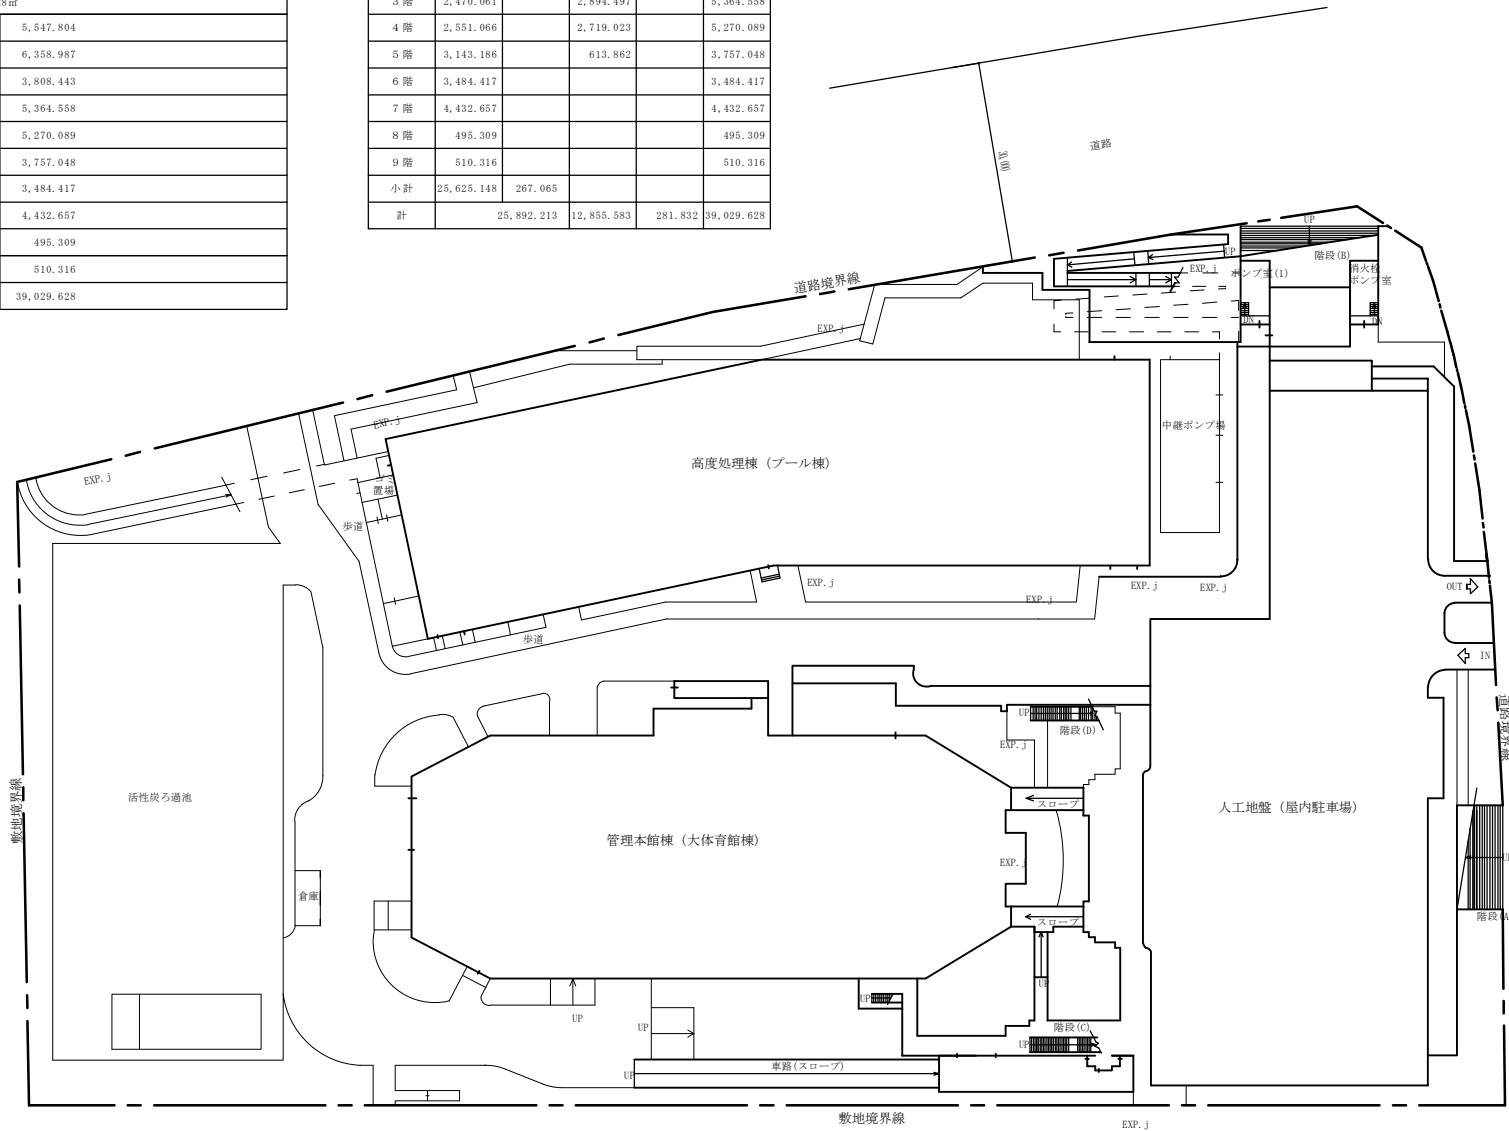 8㎡
5,547.804
6,358.987
3,808.443
5,364.558
5,270.089
3,757.048
3,484.417
4,432.657
495.309
510.316
39,029.628
3 階 2,470.061 2,894.497 5,364.558
4 階 2,551.066 2,719.023 5,270.089
5 階 3,143.186 613.862 3,757.048
6 階 3,484.417 3,484.417
7 階 4,432.657 4,432.657
8 階 495.309 495.309
9 階 510.316 510.316
小計 25,625.148 267.065
計 25,892.213 12,855.583 281.832 39,029.628
道路
30,000
道路境界線
UP
階段(B)
UP
EXP.j
ポンプ室(1)
消火栓
ポンプ室
DN
DN
EXP.j
EXP.j
中継ポンプ場
高度処理棟（プール棟）
EXP.j
置場
歩道
EXP.j
EXP.j
EXP.j
EXP.j
OUT
歩道
IN
道路境界線
UP
階段(D)
EXP.j
敷地境界線
活性炭ろ過池
スロープ
人工地盤（屋内駐車場）
管理本館棟（大体育館棟）
EXP.j
倉庫
スロープ
階段(A
UP
UP
UP
UP
階段(C)
UP
車路(スロープ)
UP
敷地境界線
EXP.j